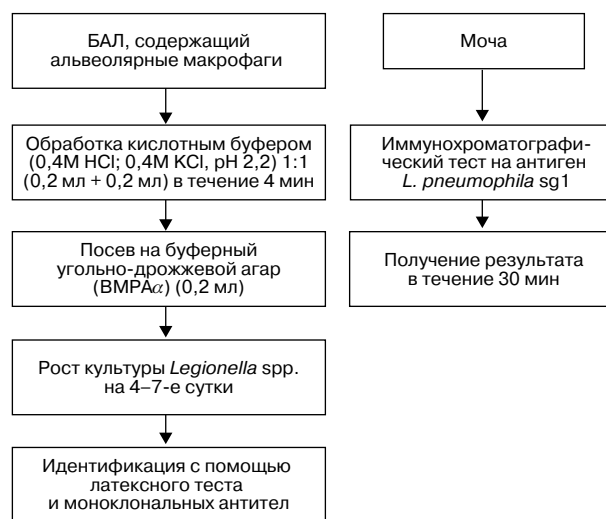 БАЛ, содержащий
альвеолярные макрофаги
Обработка кислотным буфером
(0,4М HCl; 0,4М KCl, pH 2,2) 1:1
(0,2 мл + 0,2 мл) в течение 4 мин
Посев на буферный
угольно-дрожжевой агар
(BMPAα) (0,2 мл)
Рост культуры Legionella spp.
на 4–7-е сутки
Идентификация с помощью
латексного теста
и моноклональных антител
Моча
Иммунохроматографи-
ческий тест на антиген
L. pneumophila sg1
Получение результата
в течение 30 мин